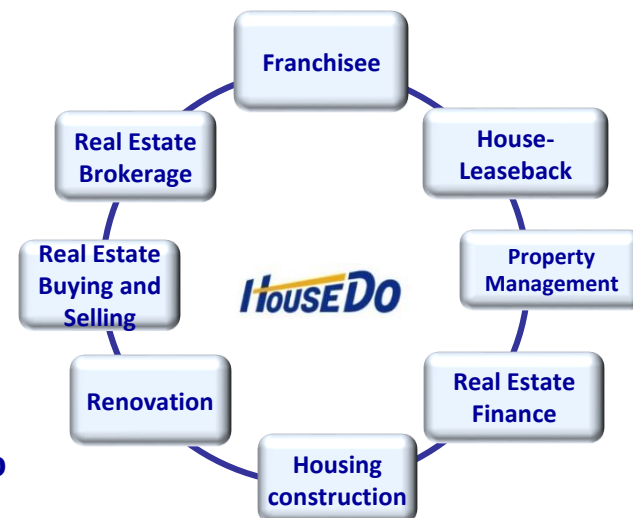 Franchisee
Real Estate
Brokerage
House-
Leaseback
Real Estate
Buying and
Selling
HouseDo
Property
Management
Renovation
Real Estate
Finance
Housing
construction